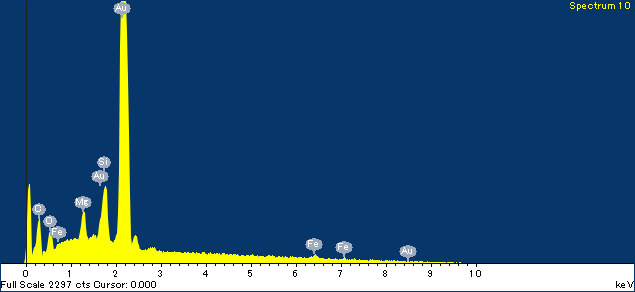 Spectrum 10
Au
Si
Au
Mg
C
O
Fe
Fe
Fe
Au
0 1 2 3 4 5 6 7 8 9 10
Full Scale 2297 cts Cursor: 0.000 keV